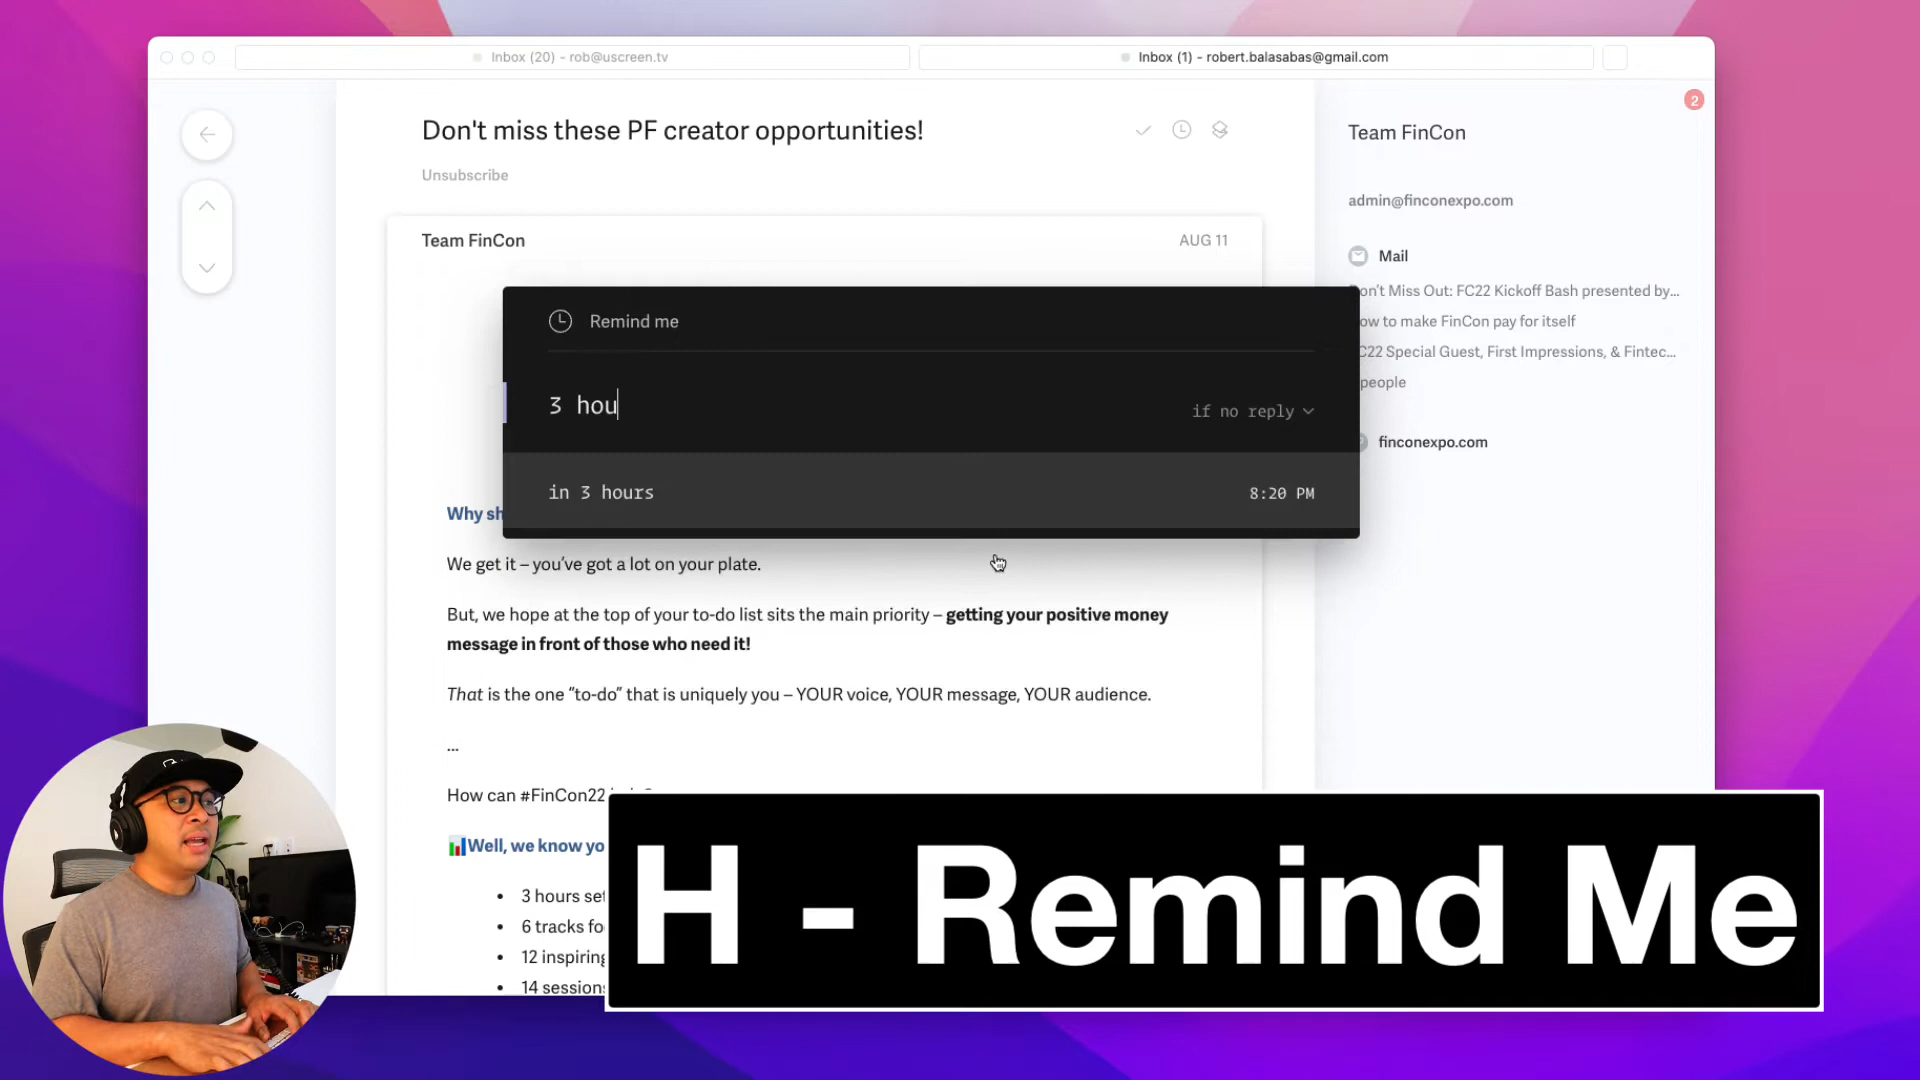 Inbox (20) - rob@uscreen.tv
Inbox (1) - robert.balasabas@gmail.com
2
Don't miss these PF creator opportunities!
Unsubscribe
Team FinCon
AUG 11
Remind me
3 hou
if no reply
in 3 hours
8:20 PM
Why sh
We get it – you've got a lot on your plate.
But, we hope at the top of your to-do list sits the main priority – getting your positive money
message in front of those who need it!
That is the one “to-do” that is uniquely you – YOUR voice, YOUR message, YOUR audience.
...
How can #FinCon22
Well, we know yo
• 3 hours set
• 6 tracks fo
• 12 inspiring
• 14 sessions
Team FinCon
admin@finconexpo.com
Mail
on't Miss Out: FC22 Kickoff Bash presented by...
ow to make FinCon pay for itself
C22 Special Guest, First Impressions, & Fintec...
people
finconexpo.com
H - Remind Me